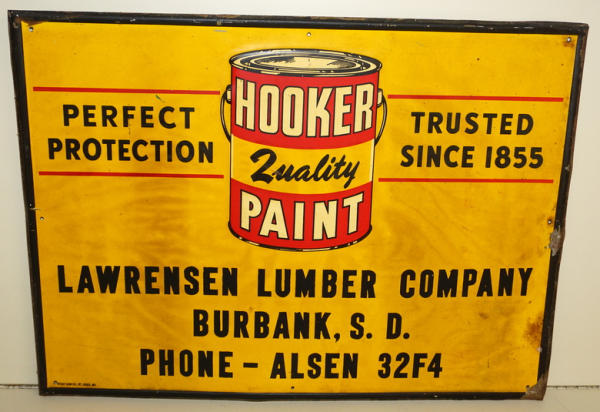 PERFECT
PROTECTION
HOOKER
Quality
PAINT
TRUSTED
SINCE 1855
LAWRENSEN LUMBER COMPANY
BURBANK, S. D.
PHONE - ALSEN 32F4